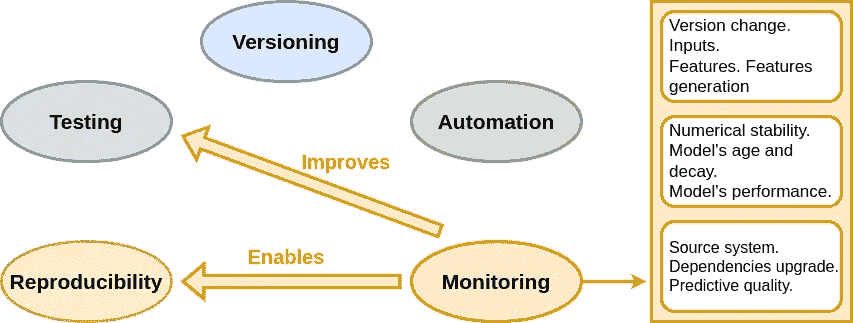 Versioning
Testing
Automation
Improves
Enables
Reproducibility
Monitoring
Version change.
Inputs.
Features. Features
generation
Numerical stability.
Model's age and
decay.
Model's performance.
Source system.
Dependencies upgrade.
Predictive quality.